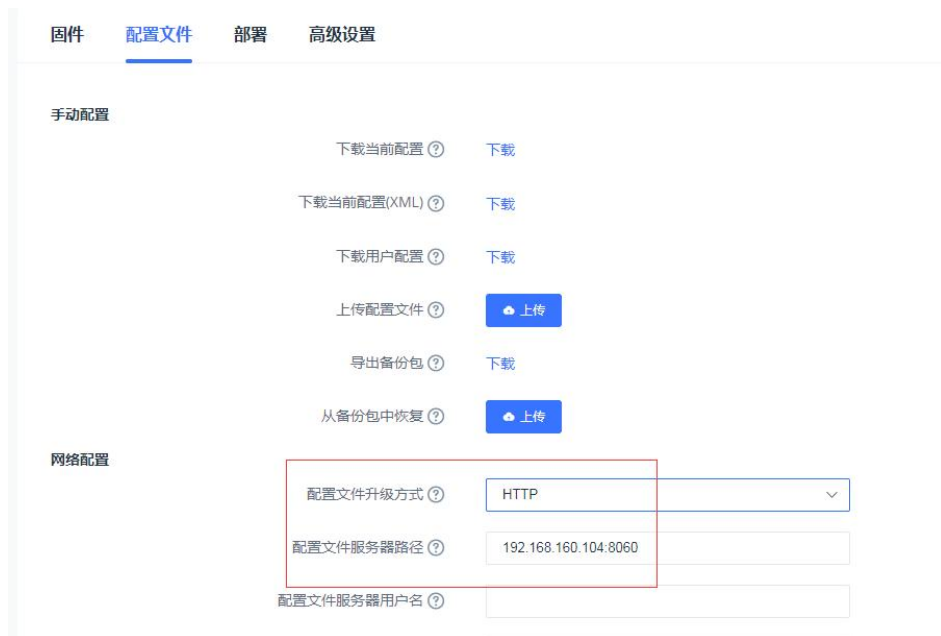 固件 配置文件 部署 高级设置
手动配置
下载当前配置 ? 下载
下载当前配置(XML) ? 下载
下载用户配置 ? 下载
上传配置文件 ? 上传
导出备份包 ? 下载
从备份包中恢复 ? 上传
网络配置
配置文件升级方式 ? HTTP
配置文件服务器路径 ? 192.168.160.104:8060
配置文件服务器用户名 ?